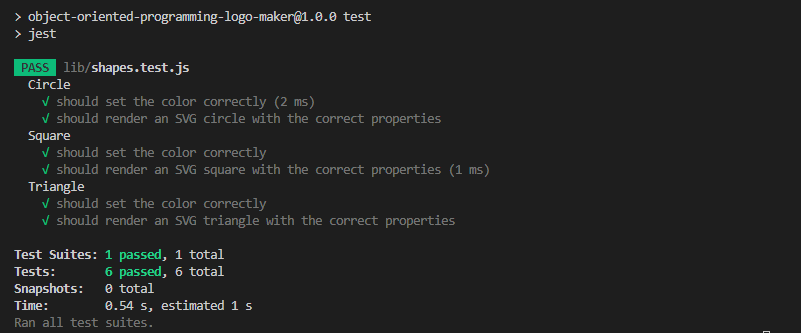 > object-oriented-programming-logo-maker@1.0.0 test
> jest
PASS lib/shapes.test.js
Circle
√ should set the color correctly (2 ms)
√ should render an SVG circle with the correct properties
Square
√ should set the color correctly
√ should render an SVG square with the correct properties (1 ms)
Triangle
√ should set the color correctly
√ should render an SVG triangle with the correct properties
Test Suites: 1 passed, 1 total
Tests: 6 passed, 6 total
Snapshots: 0 total
Time: 0.54 s, estimated 1 s
Ran all test suites.